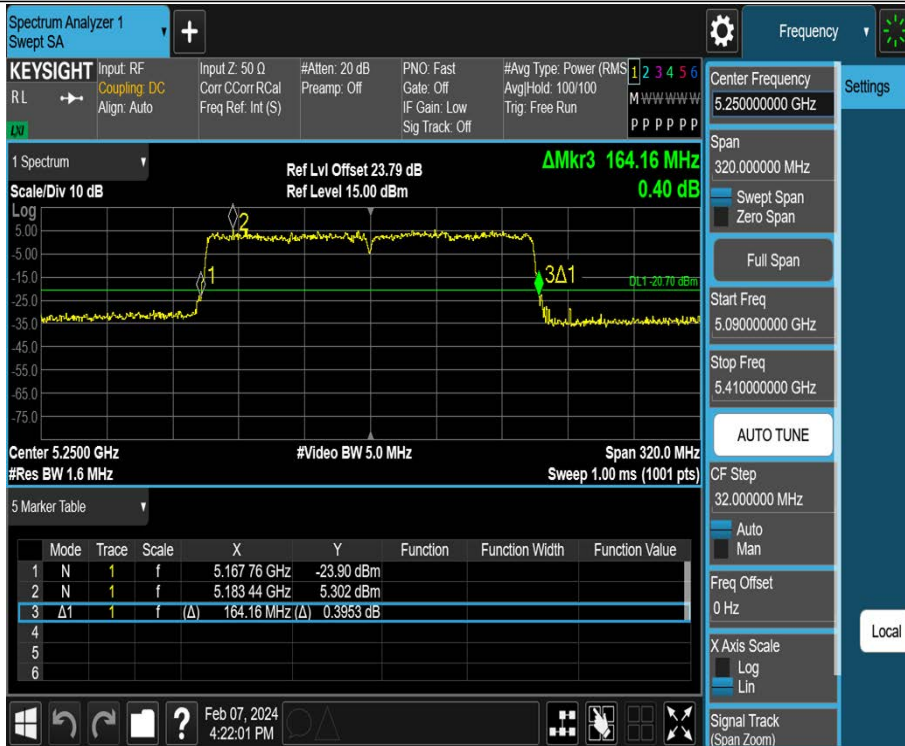 Spectrum Analyzer 1
Swept SA
+
Frequency
KEYSIGHT
R L
LXI
Input: RF
Coupling: DC
Align: Auto
Input Z: 50 Ω
Corr CCorr RCal
Freq Ref: Int (S)
#Atten: 20 dB
Preamp: Off
PNO: Fast
Gate: Off
IF Gain: Low
Sig Track: Off
#Avg Type: Power (RMS
Avg|Hold: 100/100
Trig: Free Run
1 2 3 4 5 6
M W W W W W
P P P P P P
Center Frequency
5.250000000 GHz
Settings
Span
320.000000 MHz
Swept Span
Zero Span
Full Span
Start Freq
5.090000000 GHz
Stop Freq
5.410000000 GHz
AUTO TUNE
CF Step
32.000000 MHz
Auto
Man
Freq Offset
0 Hz
X Axis Scale
Log
Lin
Signal Track
(Span Zoom)
Local
1 Spectrum
Scale/Div 10 dB
Ref Lvl Offset 23.79 dB
Ref Level 15.00 dBm
ΔMkr3 164.16 MHz
0.40 dB
Log
5.00
-5.00
-15.0
-25.0
-35.0
-45.0
-55.0
-65.0
-75.0
2
1
3Δ1
DL1 -20.70 dBm
Center 5.2500 GHz
#Video BW 5.0 MHz
Span 320.0 MHz
#Res BW 1.6 MHz
Sweep 1.00 ms (1001 pts)
5 Marker Table
Mode Trace Scale X Y Function Function Width Function Value
1 N 1 f 5.167 76 GHz -23.90 dBm
2 N 1 f 5.183 44 GHz 5.302 dBm
3 Δ1 1 f (Δ) 164.16 MHz (Δ) 0.3953 dB
4
5
6
?
Feb 07, 2024
4:22:01 PM